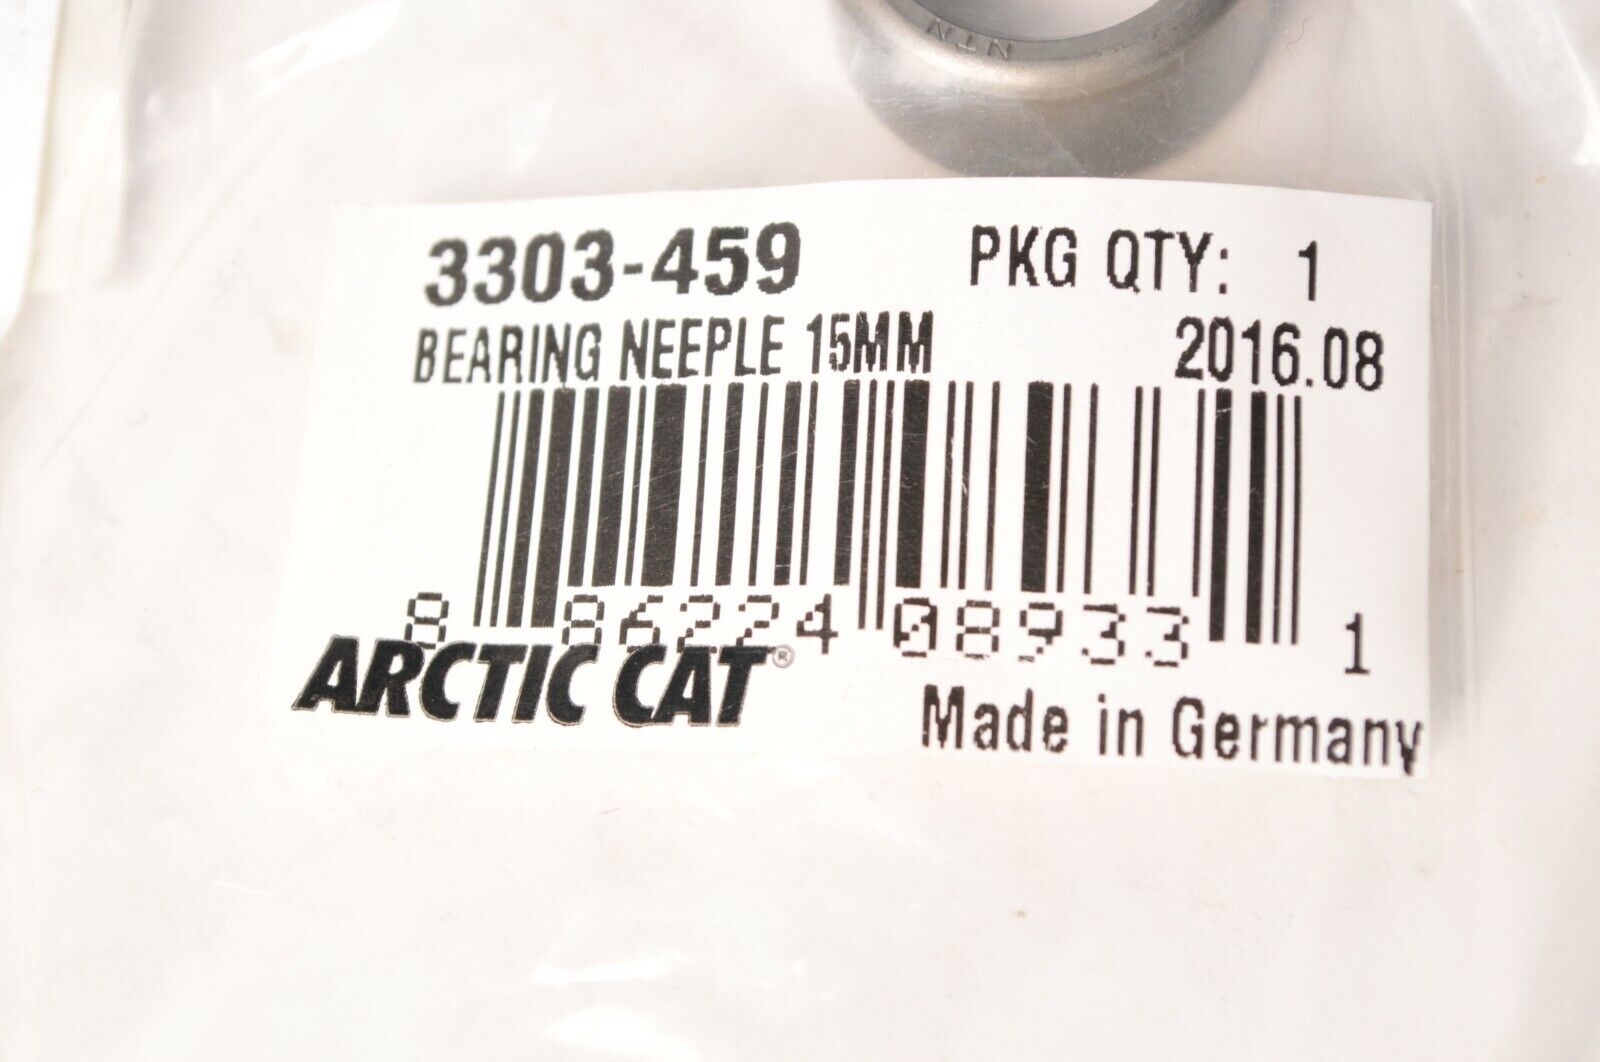 NTN
3303-459 PKG QTY: 1
BEARING NEEPLE 15MM 2016.08
8 86224 08933 1
ARCTIC CAT®
Made in Germany